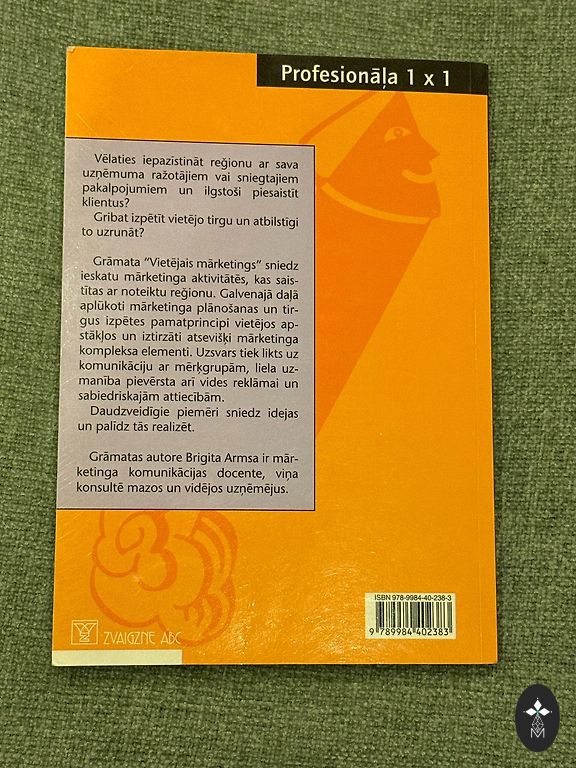 Profesionāļa 1 x 1
Vēlaties iepazīstināt reģionu ar sava
uzņēmuma ražotājiem vai sniegtajiem
pakalpojumiem un ilgstoši piesaistīt
klientus?
Gribat izpētīt vietējo tirgu un atbilstīgi
to uzrunāt?
Grāmata "Vietējais mārketings" sniedz
ieskatu mārketinga aktivitātēs, kas sais-
tītas ar noteiktu reģionu. Galvenajā daļā
aplūkoti mārketinga plānošanas un tir-
gus izpētes pamatprincipi vietējos ap-
stākļos un iztirzāti atsevišķi mārketinga
kompleksa elementi. Uzsvars tiek likts uz
komunikāciju ar mērķgrupām, liela uz-
manība pievērsta arī vides reklāmai un
sabiedriskajām attiecībām.
Daudzveidīgie piemēri sniedz idejas
un palīdz tās realizēt.
Grāmatas autore Brigita Armsa ir mār-
ketinga komunikācijas docente, viņa
konsultē mazos un vidējos uzņēmējus.
ISBN 978-9984-40-238-3
9 789984 402383
ZVAIGZNE ABC
M